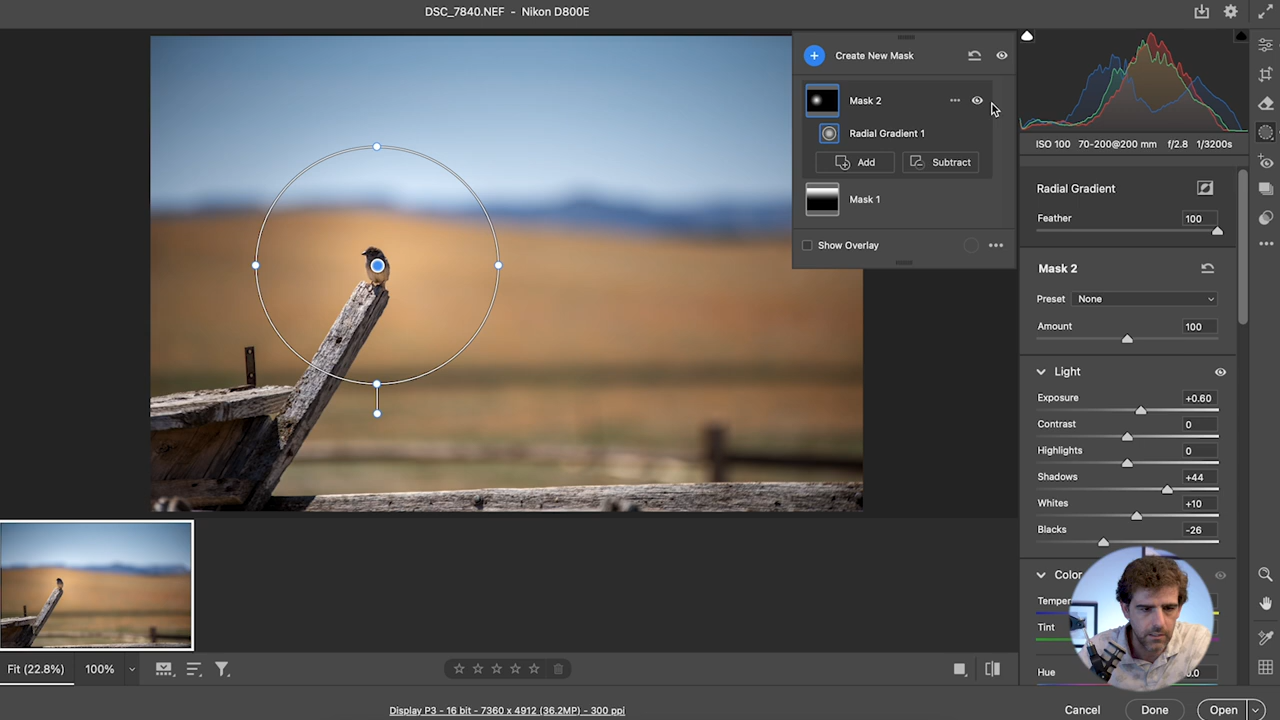 DSC_7840.NEF - Nikon D800E
Create New Mask
Mask 2
Radial Gradient 1
Add
Subtract
Mask 1
Show Overlay
ISO 100 70-200@200 mm f/2.8 1/3200s
Radial Gradient
Feather 100
Mask 2
Preset None
Amount 100
Light
Exposure +0.60
Contrast 0
Highlights 0
Shadows +44
Whites +10
Blacks -26
Color
Tint
Hue
Fit (22.8%) 100%
Display P3 - 16 bit - 7360 x 4912 (36.2MP) - 300 ppi
Cancel Done Open